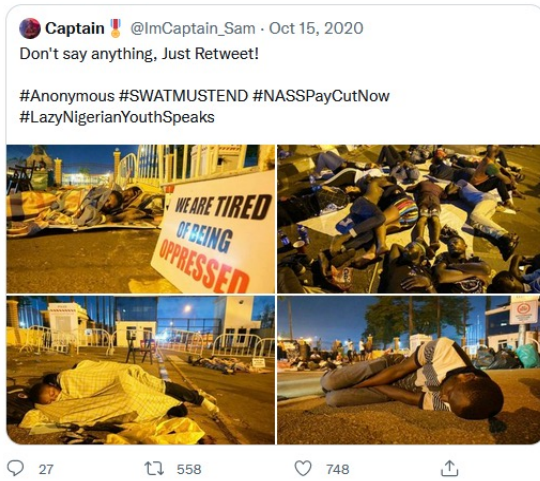 Captain🎖 @ImCaptain_Sam · Oct 15, 2020
Don't say anything, Just Retweet!
#Anonymous #SWATMUSTEND #NASSPayCutNow
#LazyNigerianYouthSpeaks
WE ARE TIRED
OF BEING
OPPRESSED
27 558 748